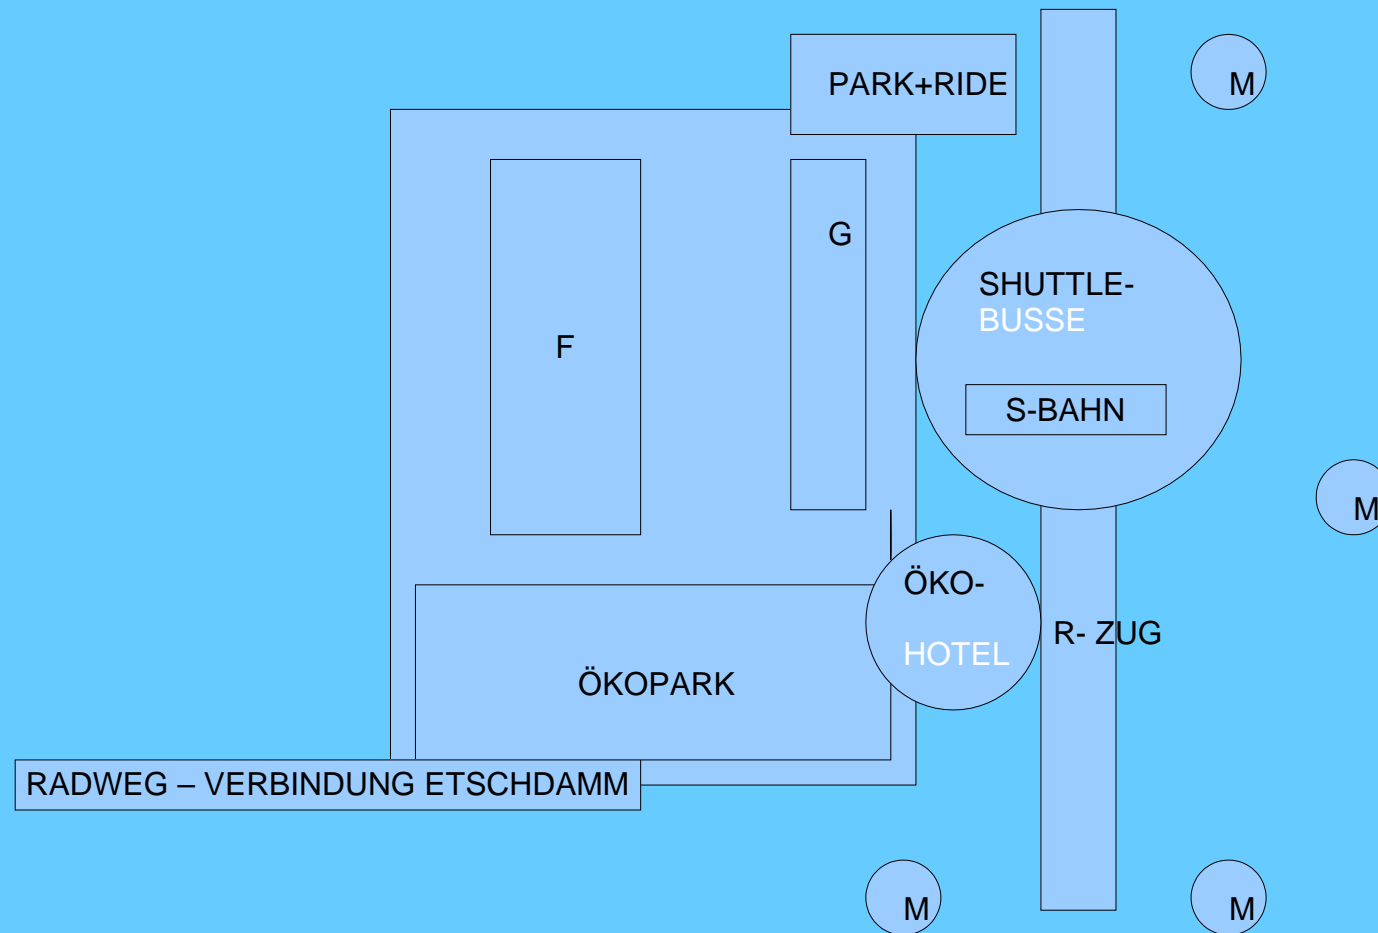 PARK+RIDE
M
G
SHUTTLE-
BUSSE
F
S-BAHN
M
ÖKO-
HOTEL
R- ZUG
ÖKOPARK
RADWEG – VERBINDUNG ETSCHDAMM
M
M